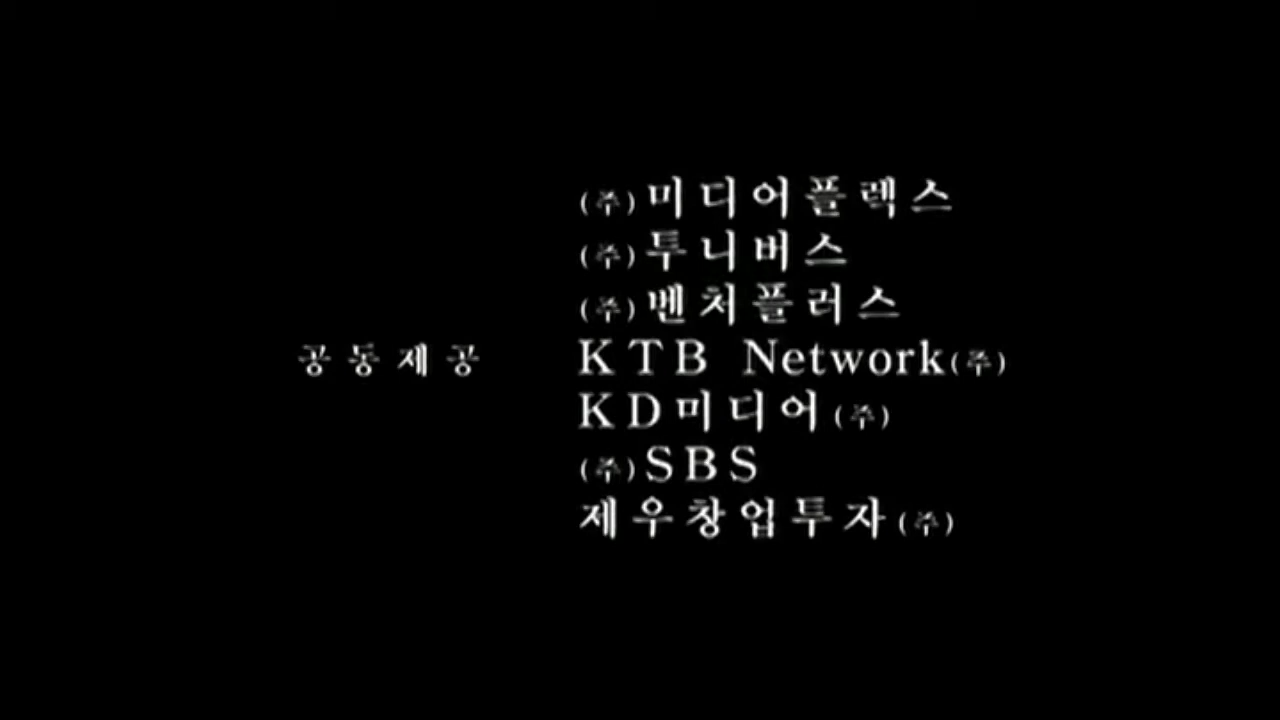 (주)미디어플렉스
(주)투니버스
(주)벤처플러스
공동제공 KTB Network(주)
KD미디어(주)
(주)SBS
제우창업투자(주)